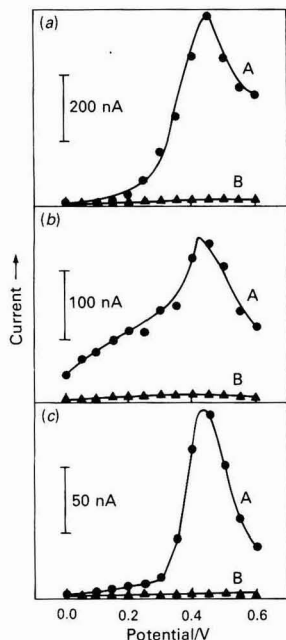 (a)
A
200 nA
B
(b)
A
100 nA
B
(c)
A
50 nA
B
Current →
0.0 0.2 0.4 0.6
Potential/V